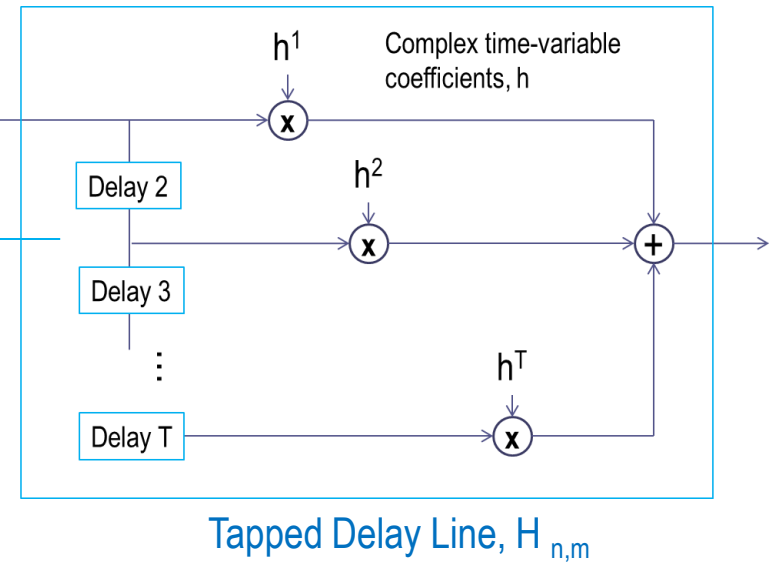 h¹
Complex time-variable
coefficients, h
x
Delay 2
h²
x
+
Delay 3
⋮
hᵀ
Delay T
x
Tapped Delay Line, H n,m